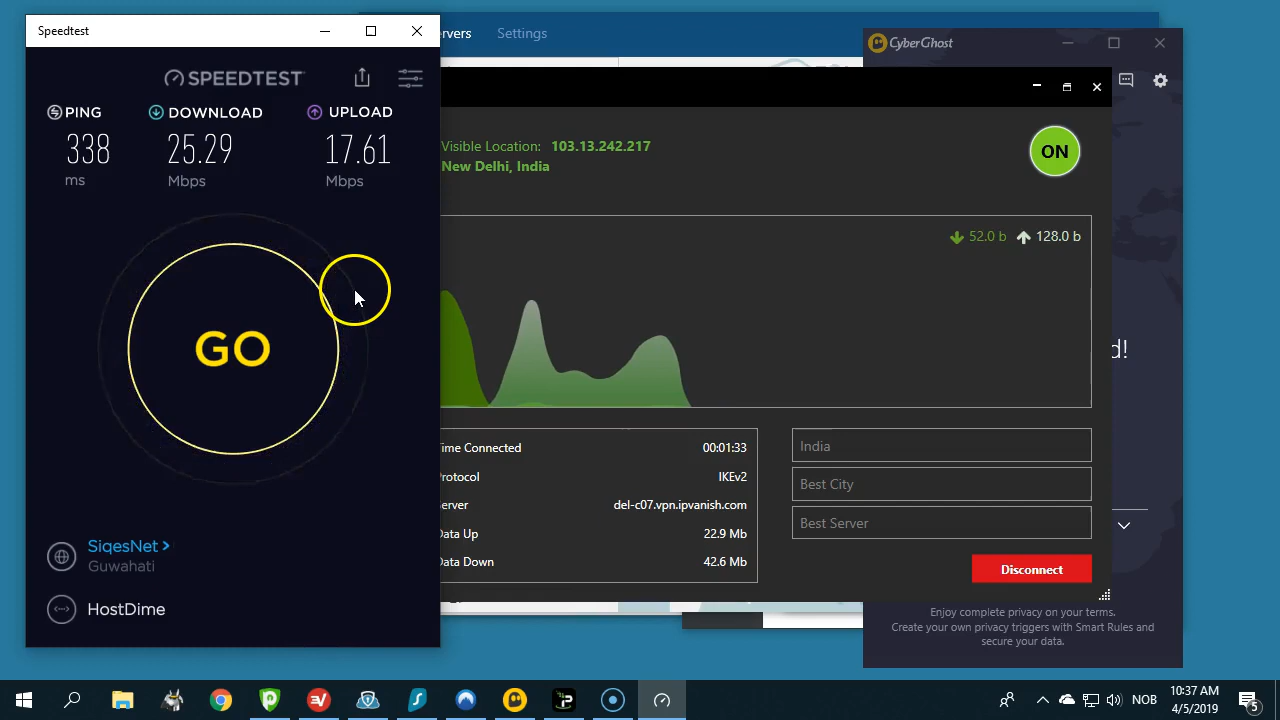 Speedtest
SPEEDTEST
PING
DOWNLOAD
UPLOAD
338
25.29
17.61
ms
Mbps
Mbps
GO
SiqesNet >
Guwahati
HostDime
ervers
Settings
Visible Location: 103.13.242.217
New Delhi, India
ON
52.0 b
128.0 b
ime Connected 00:01:33
rotocol IKEv2
erver del-c07.vpn.ipvanish.com
Data Up 22.9 Mb
Data Down 42.6 Mb
India
Best City
Best Server
Disconnect
CyberGhost
d!
Enjoy complete privacy on your terms.
Create your own privacy triggers with Smart Rules and
secure your data.
NOB
10:37 AM
4/5/2019
5